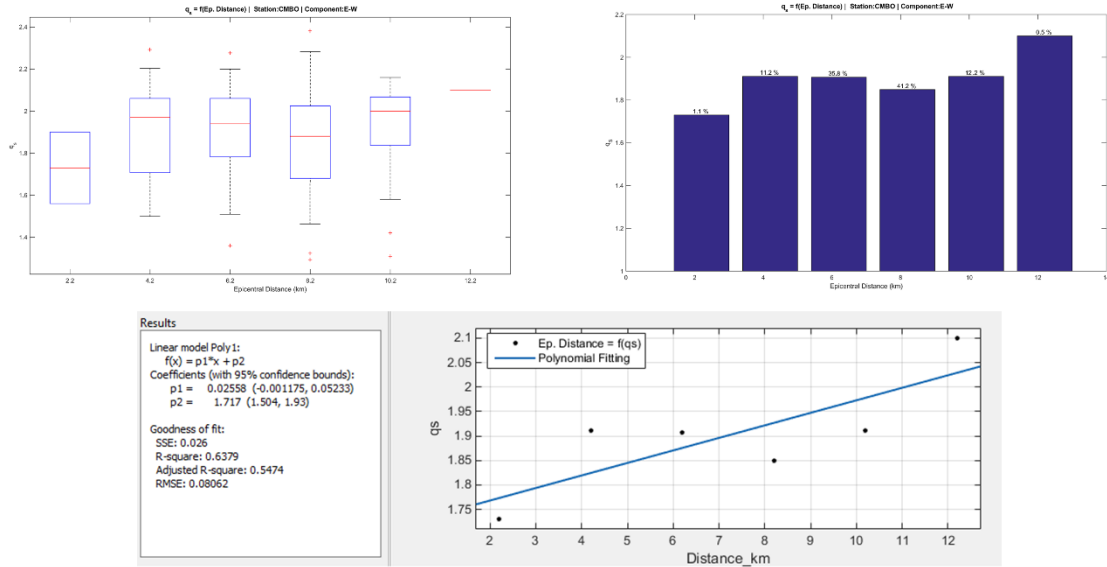 q_s = f(Ep. Distance) | Station:CMBO | Component:E-W
2.4
2.2
2
1.8
1.6
1.4
q_s
2.2 4.2 6.2 8.2 10.2 12.2
Epicentral Distance (km)
q_s = f(Ep. Distance) | Station:CMBO | Component:E-W
2.2
2
1.8
1.6
1.4
1.2
1
q_s
1.1 %
11.2 %
35.8 %
41.2 %
12.2 %
0 2 4 6 8 10 12
Epicentral Distance (km)
Results
Linear model Poly1:
f(x) = p1*x + p2
Coefficients (with 95% confidence bounds):
p1 = 0.02558 (-0.001175, 0.05233)
p2 = 1.717 (1.504, 1.93)
Goodness of fit:
SSE: 0.026
R-square: 0.6379
Adjusted R-square: 0.5474
RMSE: 0.08062
Ep. Distance = f(qs)
Polynomial Fitting
2.1
2.05
2
1.95
1.9
1.85
1.8
1.75
qs
2 3 4 5 6 7 8 9 10 11 12
Distance_km